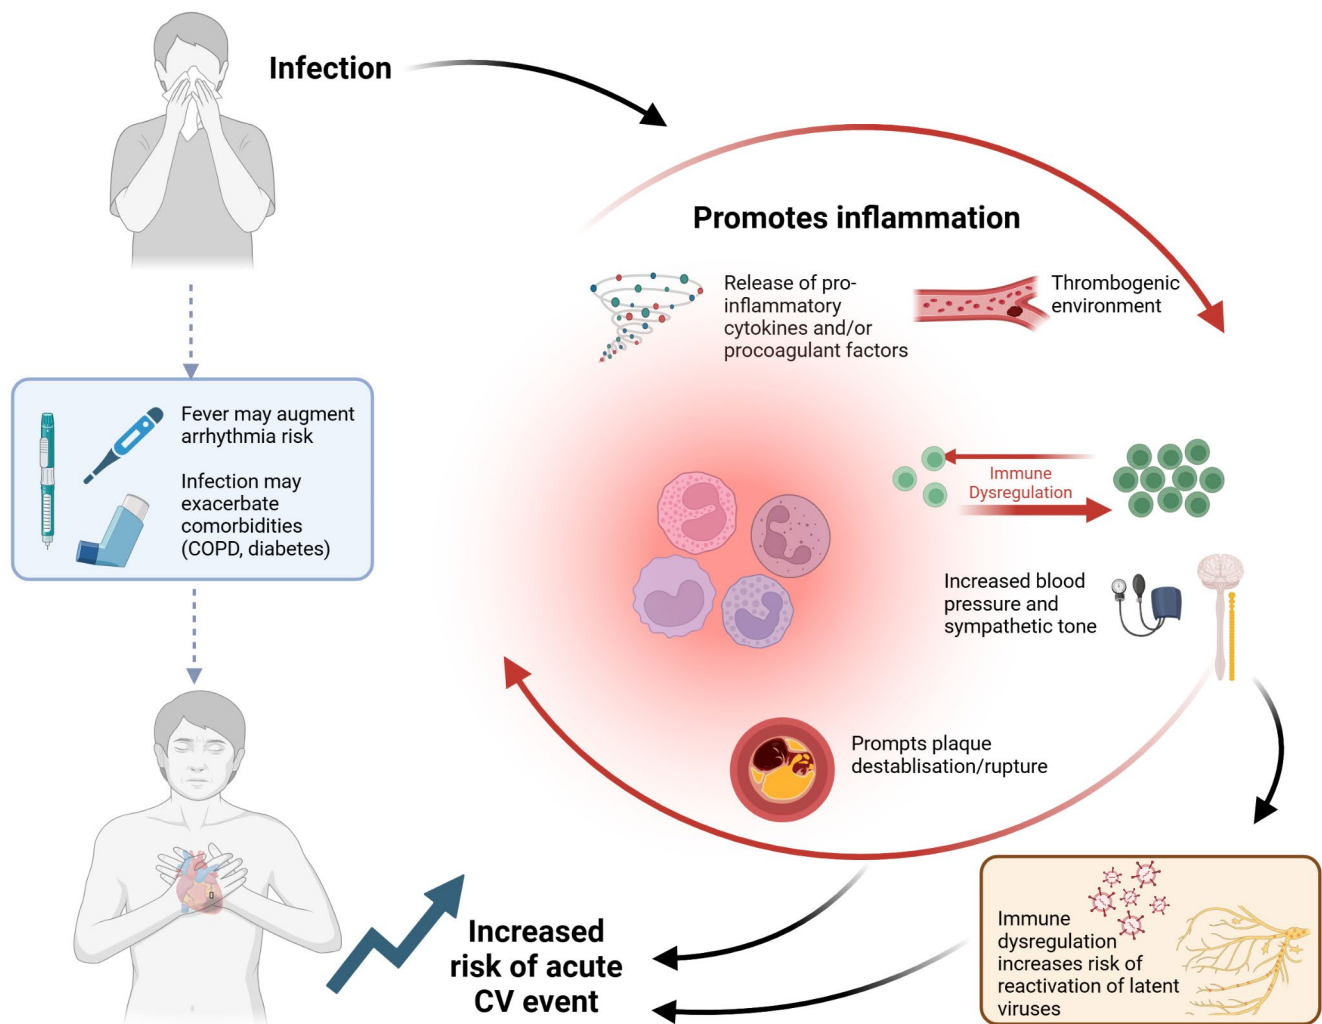 Infection
Promotes inflammation
Release of pro-
inflammatory
cytokines and/or
procoagulant factors
Thrombogenic
environment
Fever may augment
arrhythmia risk
Infection may
exacerbate
comorbidities
(COPD, diabetes)
Immune
Dysregulation
Increased blood
pressure and
sympathetic tone
Prompts plaque
destablisation/rupture
Increased
risk of acute
CV event
Immune
dysregulation
increases risk of
reactivation of latent
viruses